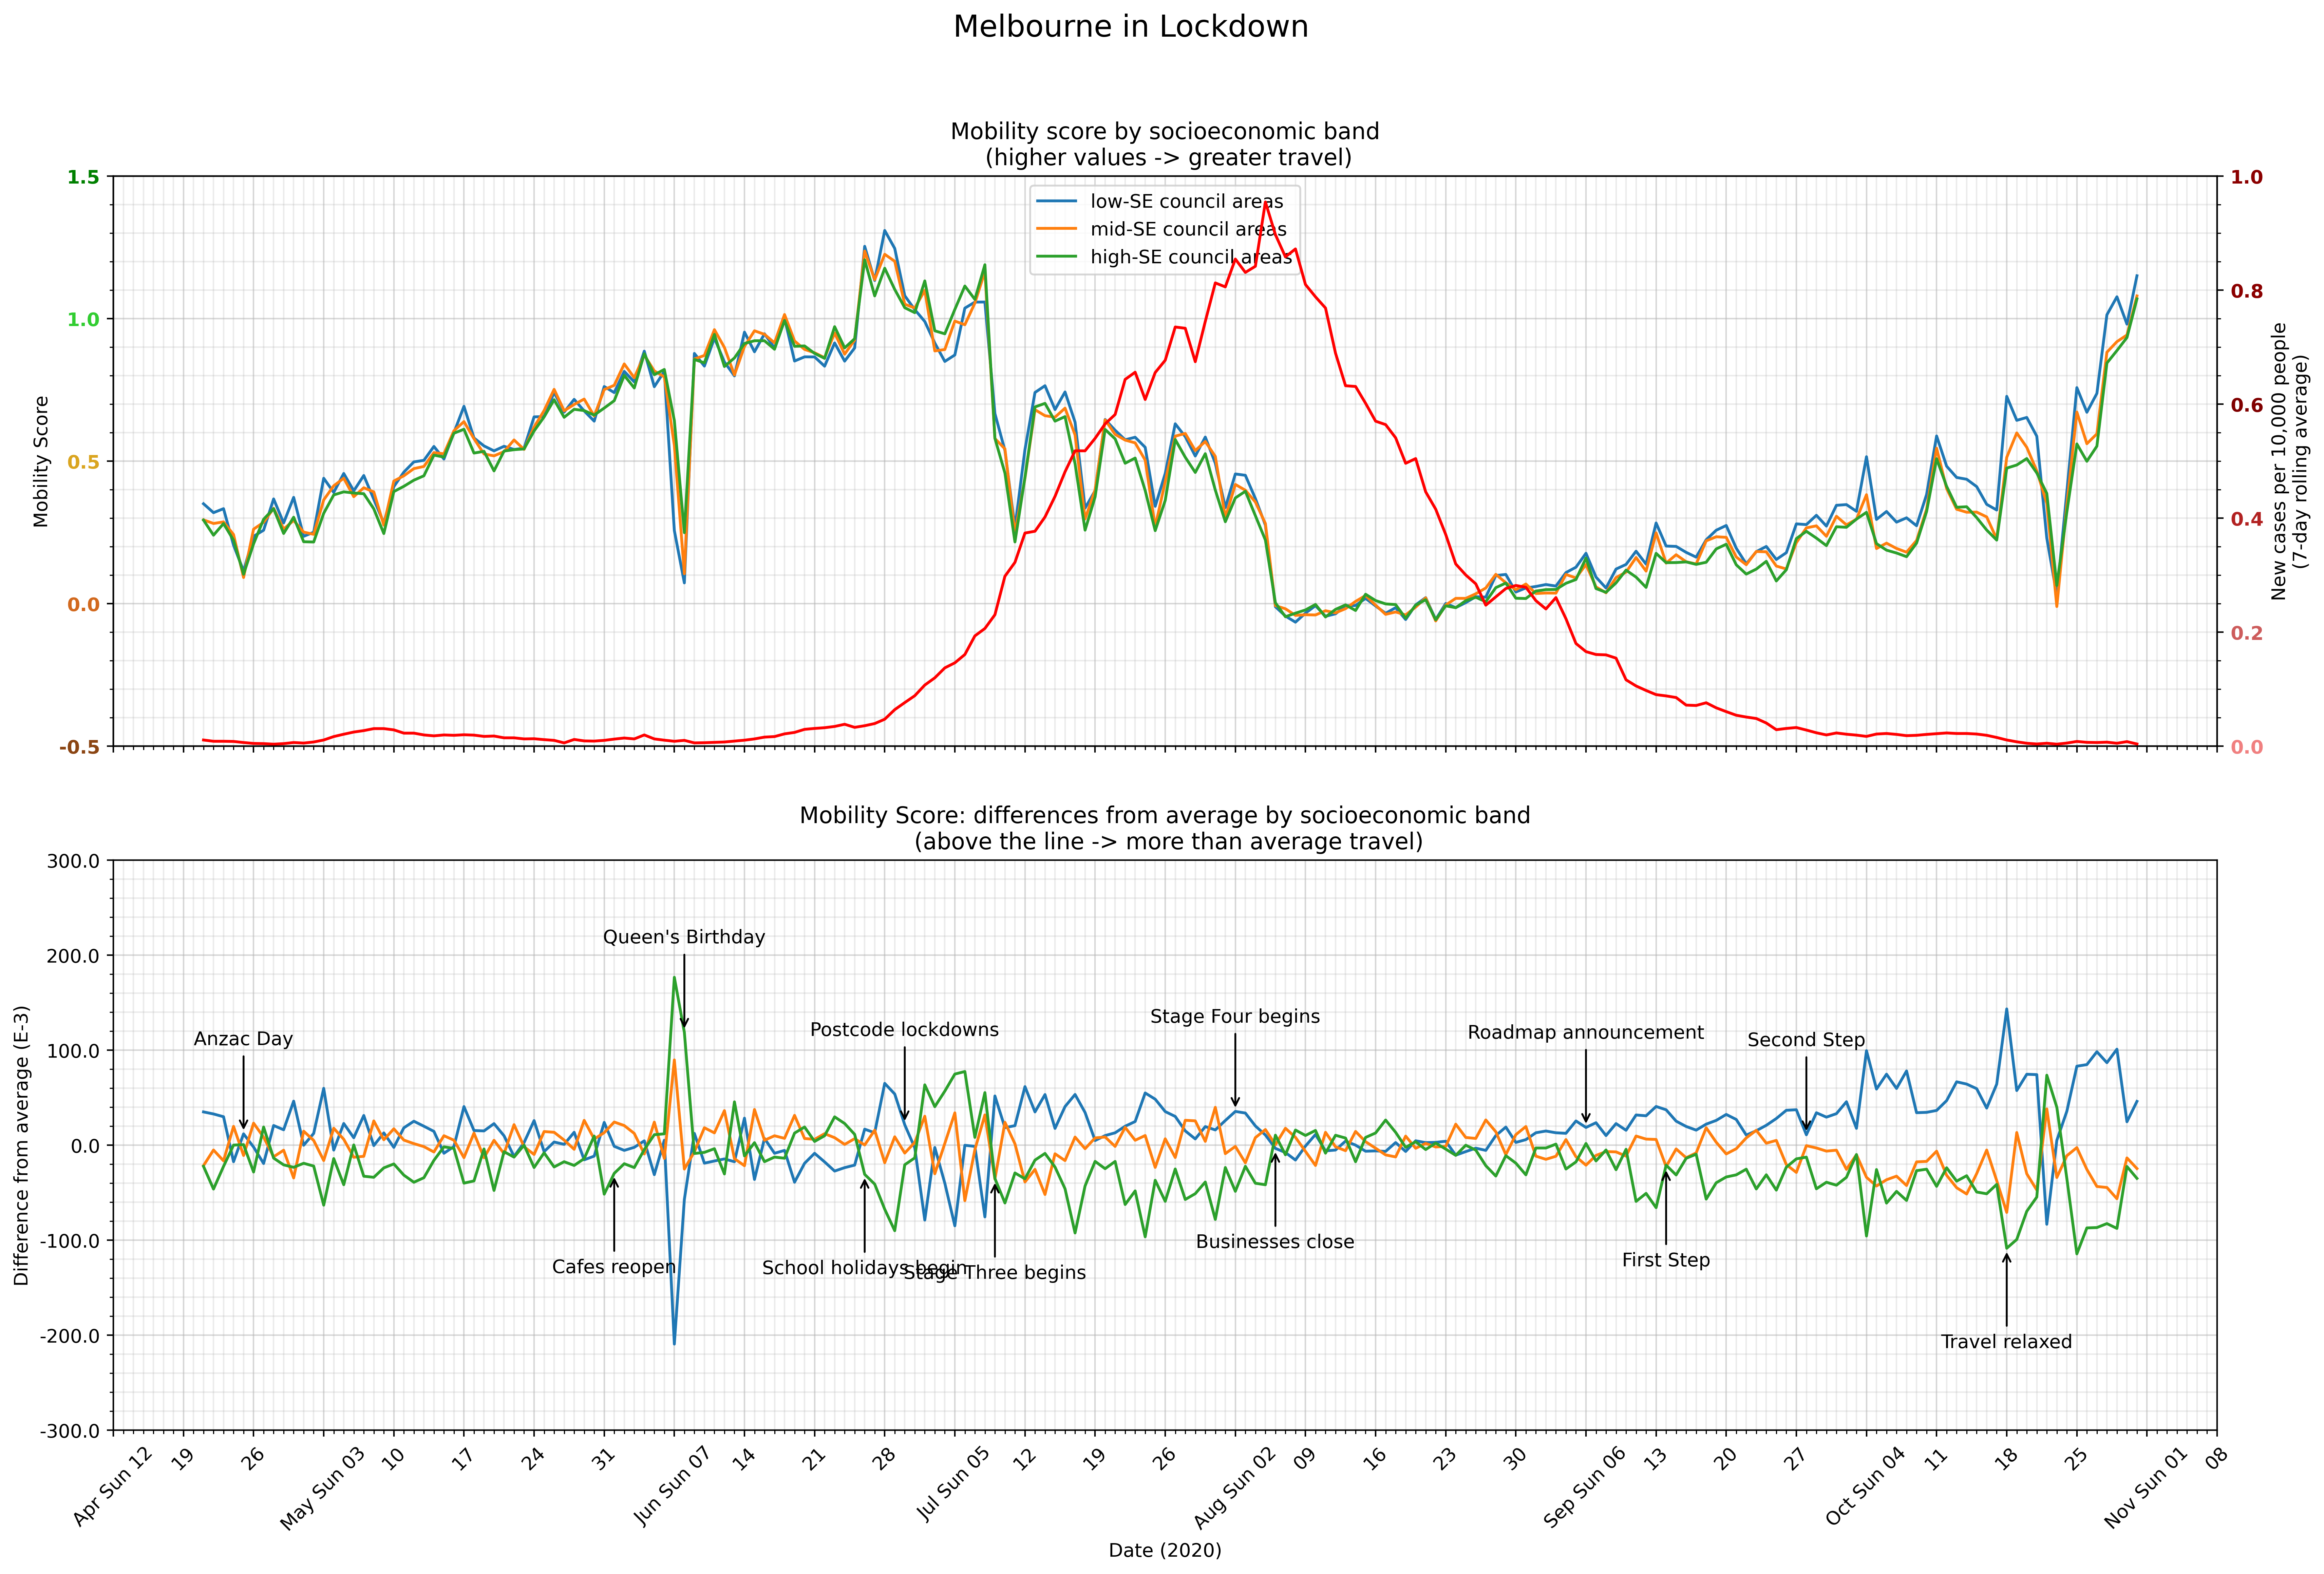 Melbourne in Lockdown
Mobility score by socioeconomic band
(higher values -> greater travel)
1.5
1.0
0.5
0.0
-0.5
Mobility Score
low-SE council areas
mid-SE council areas
high-SE council areas
1.0
0.8
0.6
0.4
0.2
0.0
New cases per 10,000 people
(7-day rolling average)
Mobility Score: differences from average by socioeconomic band
(above the line -> more than average travel)
300.0
200.0
100.0
0.0
-100.0
-200.0
-300.0
Difference from average (E-3)
Queen's Birthday
Anzac Day
Postcode lockdowns
Stage Four begins
Roadmap announcement
Second Step
Cafes reopen
School holidays begin
Stage Three begins
Businesses close
First Step
Travel relaxed
Apr Sun 12
19
26
May Sun 03
10
17
24
31
Jun Sun 07
14
21
28
Jul Sun 05
12
19
26
Aug Sun 02
09
16
23
30
Sep Sun 06
13
20
27
Oct Sun 04
11
18
25
Nov Sun 01
08
Date (2020)